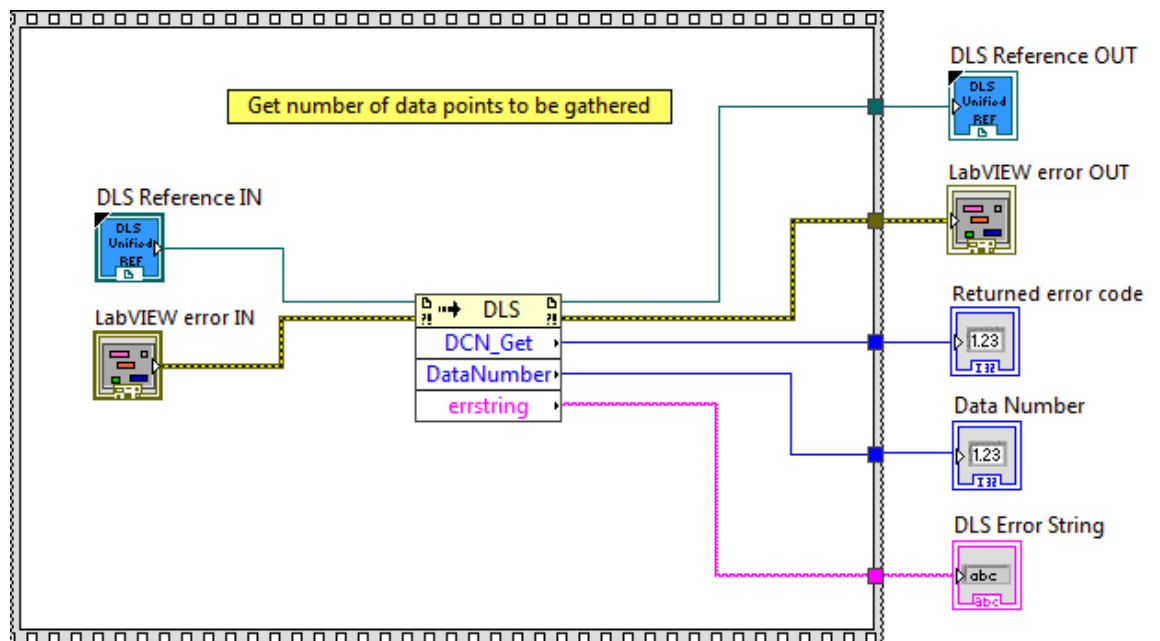 DLS Reference OUT
DLS
Unified
REF
Get number of data points to be gathered
LabVIEW error OUT
DLS Reference IN
DLS
Unified
REF
LabVIEW error IN
?! DLS ?!
DCN_Get
DataNumber
errstring
Returned error code
1.23
I32
Data Number
1.23
I32
DLS Error String
abc
abc